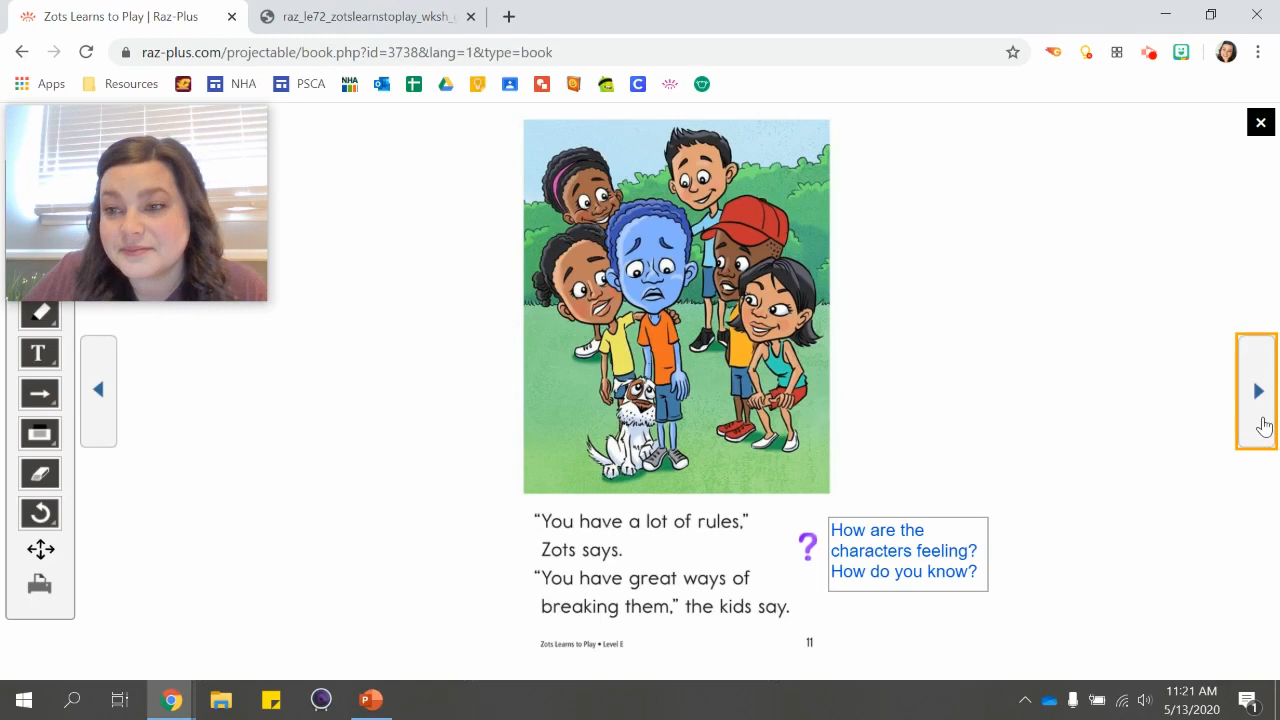 Zots Learns to Play | Raz-Plus
raz_le72_zotslearnstoplay_wksh_
raz-plus.com/projectable/book.php?id=3738&lang=1&type=book
Apps Resources NHA PSCA NHA
T
"You have a lot of rules,"
Zots says.
"You have great ways of
breaking them," the kids say.
? How are the
characters feeling?
How do you know?
Zots Learns to Play • Level E 11
11:21 AM
5/13/2020